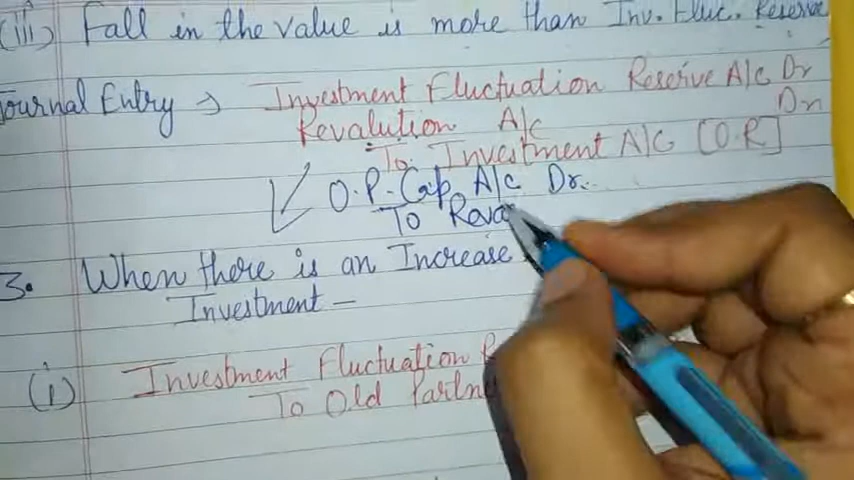 (iii) Fall in the value is more than Inv. Fluc. Reserve
Journal Entry → Investment Fluctuation Reserve A/c Dr
Revalution A/c Dr
To Investment A/C [O.R]
O.P. Cap. A/c Dr.
To Reva
3. When there is an Increase
Investment —
(i) Investment Fluctuation R
To Old Partn